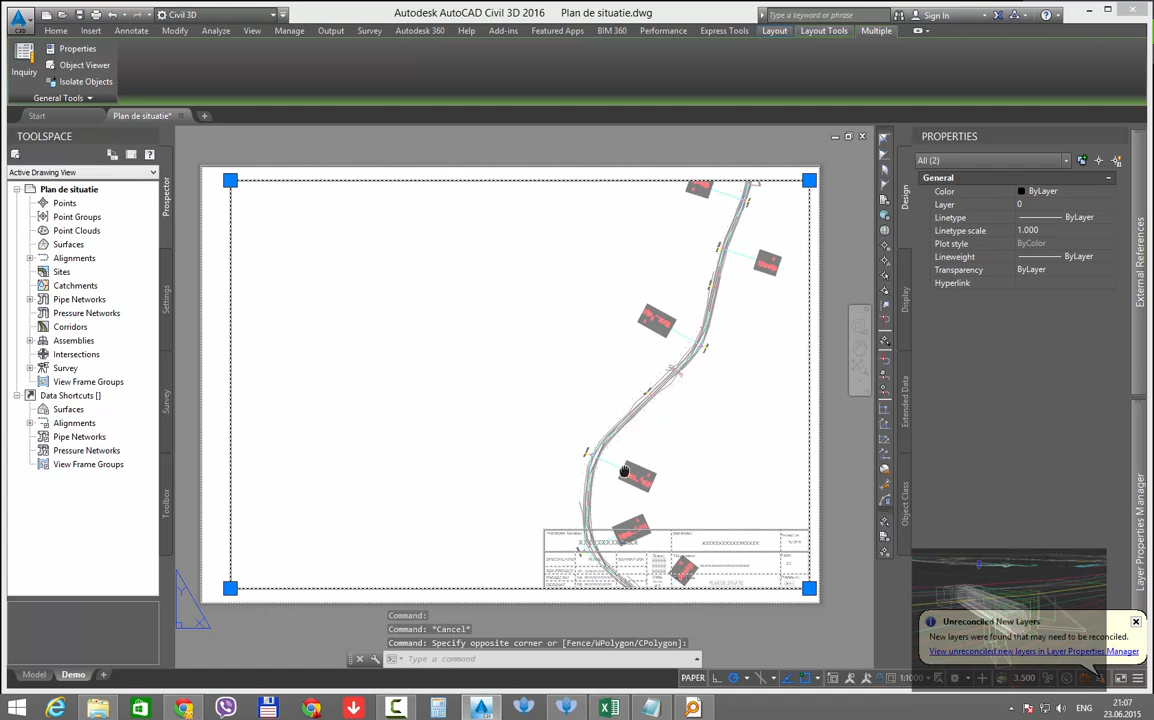 Civil 3D
Autodesk AutoCAD Civil 3D 2016 Plan de situatie.dwg
Type a keyword or phrase
Sign In
C3D
Home Insert Annotate Modify Analyze View Manage Output Survey Autodesk 360 Help Add-ins Featured Apps BIM 360 Performance Express Tools Layout Layout Tools Multiple
Inquiry
Properties
Object Viewer
Isolate Objects
General Tools
Start
Plan de situatie*
TOOLSPACE
Active Drawing View
Plan de situatie
Points
Point Groups
Point Clouds
Surfaces
Alignments
Sites
Catchments
Pipe Networks
Pressure Networks
Corridors
Assemblies
Intersections
Survey
View Frame Groups
Data Shortcuts []
Surfaces
Alignments
Pipe Networks
Pressure Networks
View Frame Groups
Prospector
Settings
Survey
Toolbox
PROPERTIES
All (2)
General
Color ByLayer
Layer 0
Linetype ByLayer
Linetype scale 1.000
Plot style ByColor
Lineweight ByLayer
Transparency ByLayer
Hyperlink
Design
Display
Extended Data
Object Class
External References
Layer Properties Manager
Command:
Command: *Cancel*
Command: Specify opposite corner or [Fence/WPolygon/CPolygon]:
Type a command
Unreconciled New Layers
New layers were found that may need to be reconciled.
View unreconciled new layers in Layer Properties Manager
Model Demo
PAPER
1:1000
3.500
ENG
21:07
23.06.2015